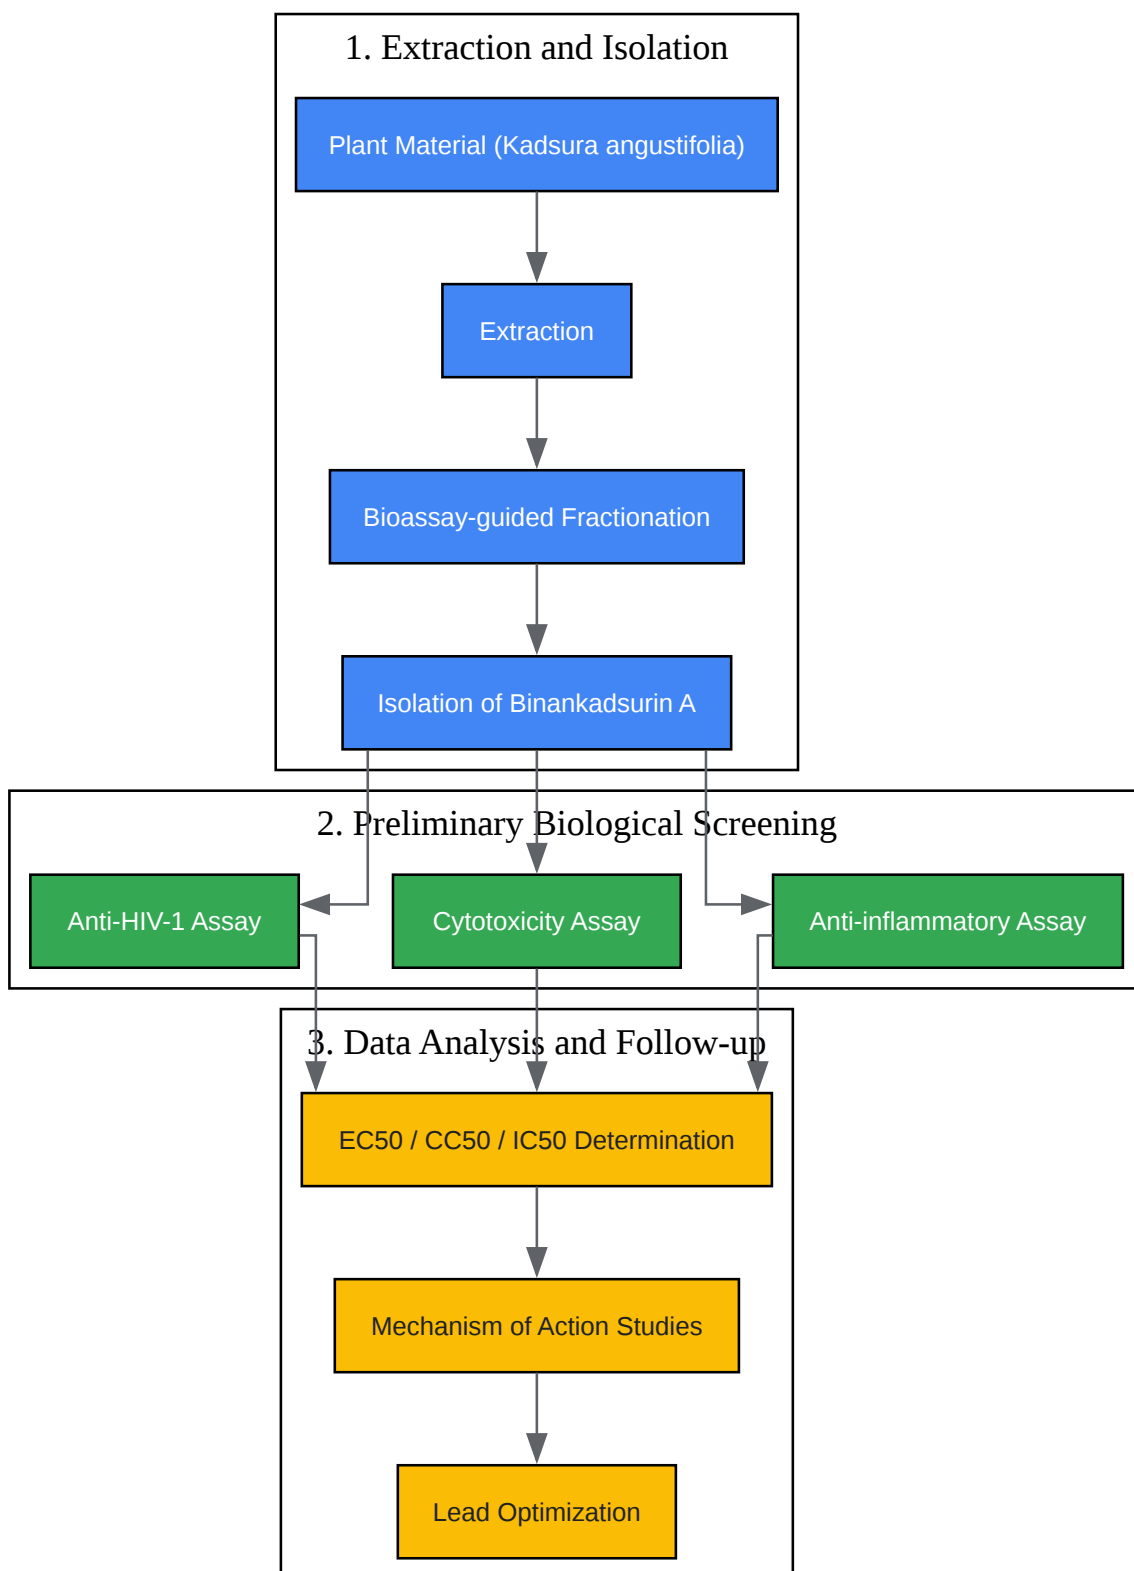 1. Extraction and Isolation
Plant Material (Kadsura angustifolia)
Extraction
Bioassay-guided Fractionation
Isolation of Binankadsurin A
2. Preliminary Biological Screening
Anti-HIV-1 Assay
Cytotoxicity Assay
Anti-inflammatory Assay
3. Data Analysis and Follow-up
EC50 / CC50 / IC50 Determination
Mechanism of Action Studies
Lead Optimization